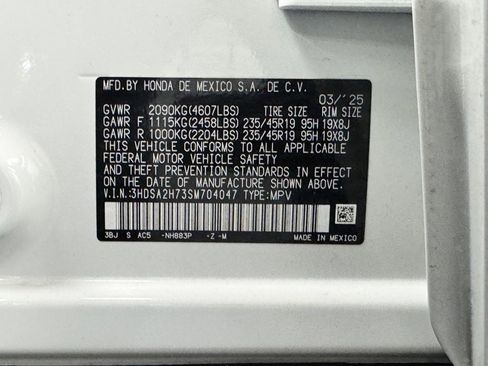 MFD.BY HONDA DE MEXICO S.A. DE C.V.
03/'25
GVWR 2090KG(4607LBS) TIRE SIZE RIM SIZE
GAWR F 1115KG(2458LBS) 235/45R19 95H 19X8J
GAWR R 1000KG(2204LBS) 235/45R19 95H 19X8J
THIS VEHICLE CONFORMS TO ALL APPLICABLE
FEDERAL MOTOR VEHICLE SAFETY
AND THEFT PREVENTION STANDARDS IN EFFECT
ON THE DATE OF MANUFACTURE SHOWN ABOVE.
V.I.N.:3HDSA2H73SM704047 TYPE:MPV
3BJ S AC5 -NH883P -Z -M MADE IN MEXICO